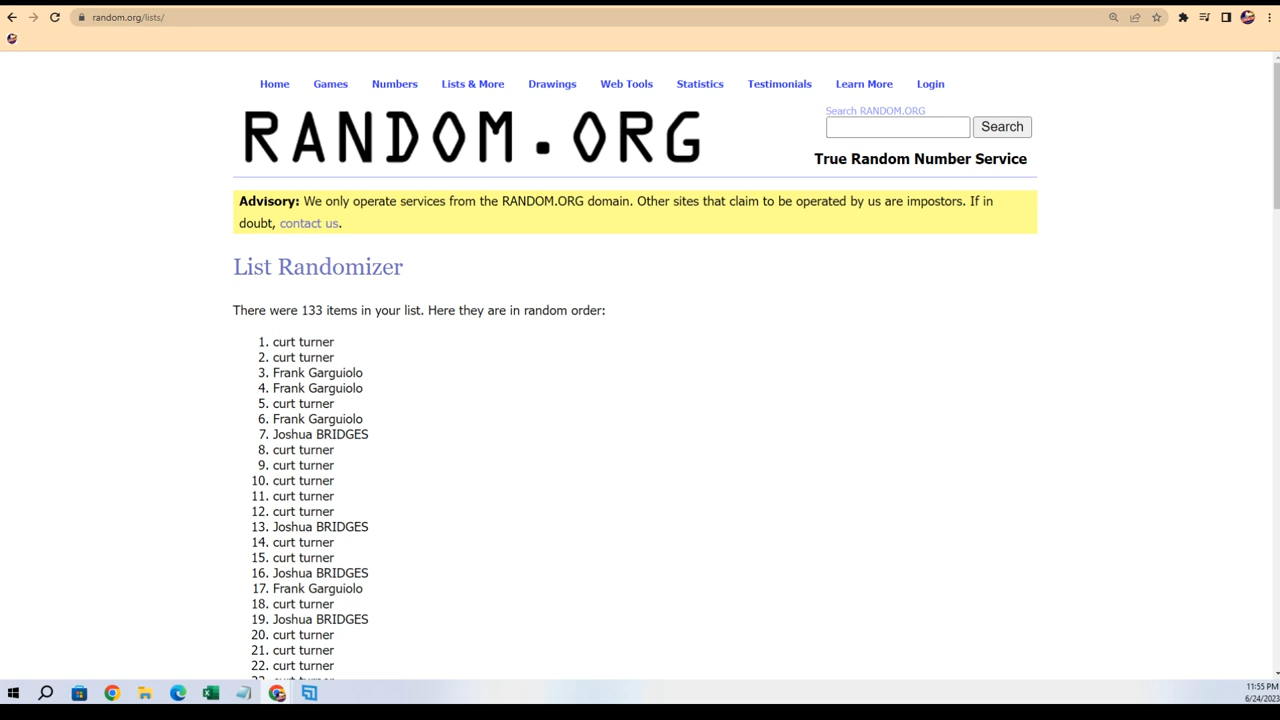 random.org/lists/
Home Games Numbers Lists & More Drawings Web Tools Statistics Testimonials Learn More Login
RANDOM.ORG
Search RANDOM.ORG
Search
True Random Number Service
Advisory: We only operate services from the RANDOM.ORG domain. Other sites that claim to be operated by us are impostors. If in
doubt, contact us.
List Randomizer
There were 133 items in your list. Here they are in random order:
1. curt turner
2. curt turner
3. Frank Garguiolo
4. Frank Garguiolo
5. curt turner
6. Frank Garguiolo
7. Joshua BRIDGES
8. curt turner
9. curt turner
10. curt turner
11. curt turner
12. curt turner
13. Joshua BRIDGES
14. curt turner
15. curt turner
16. Joshua BRIDGES
17. Frank Garguiolo
18. curt turner
19. Joshua BRIDGES
20. curt turner
21. curt turner
22. curt turner
11:55 PM
6/24/2023